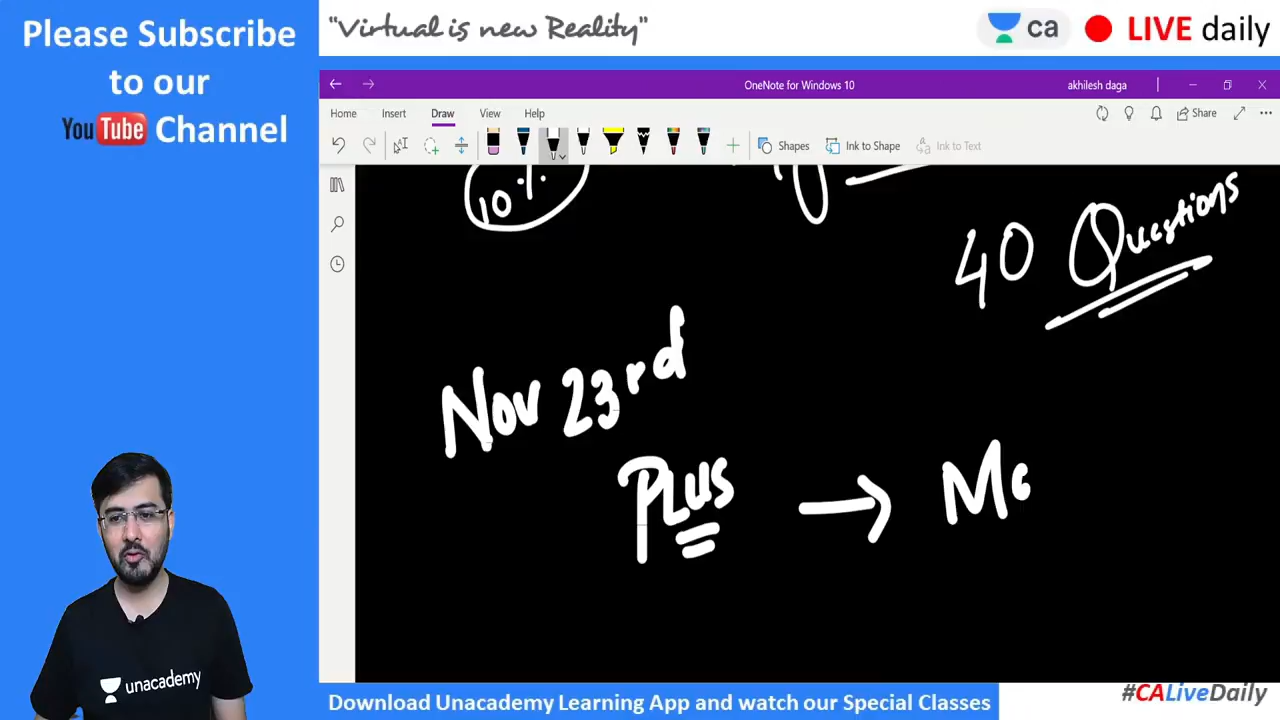 Please Subscribe
to our
You Tube Channel
"Virtual is new Reality"
ca
LIVE daily
OneNote for Windows 10
akhilesh daga
Home Insert Draw View Help
Share
Shapes Ink to Shape Ink to Text
10%
40 Questions
Nov 23rd
PLus → Mc
unacademy
Download Unacademy Learning App and watch our Special Classes
#CALiveDaily